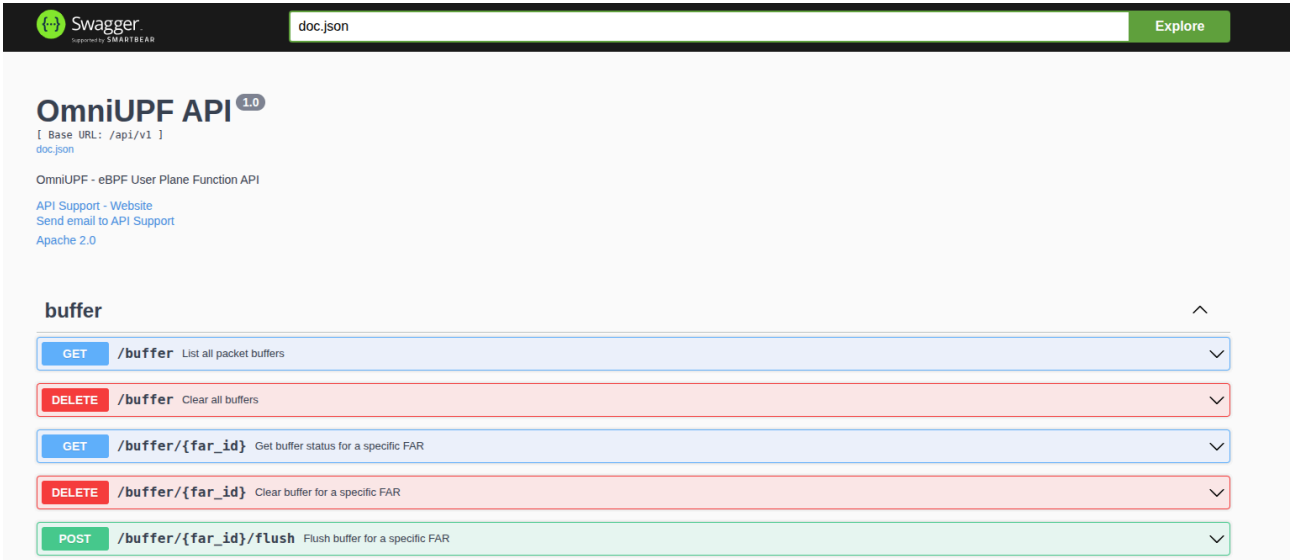 Swagger.
Supported by SMARTBEAR
doc.json
Explore
OmniUPF API 1.0
[ Base URL: /api/v1 ]
doc.json
OmniUPF - eBPF User Plane Function API
API Support - Website
Send email to API Support
Apache 2.0
buffer
GET /buffer List all packet buffers
DELETE /buffer Clear all buffers
GET /buffer/{far_id} Get buffer status for a specific FAR
DELETE /buffer/{far_id} Clear buffer for a specific FAR
POST /buffer/{far_id}/flush Flush buffer for a specific FAR